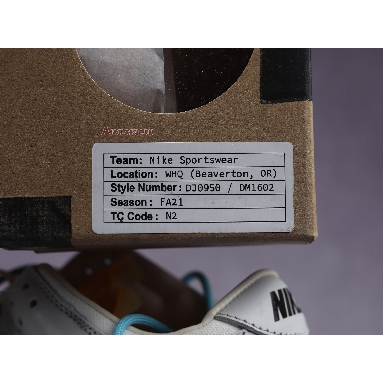 Team: Nike Sportswear
Location: WHQ (Beaverton, OR)
Style Number: DJ0950 / DM1602
Season: FA21
TC Code: N2
NIKE